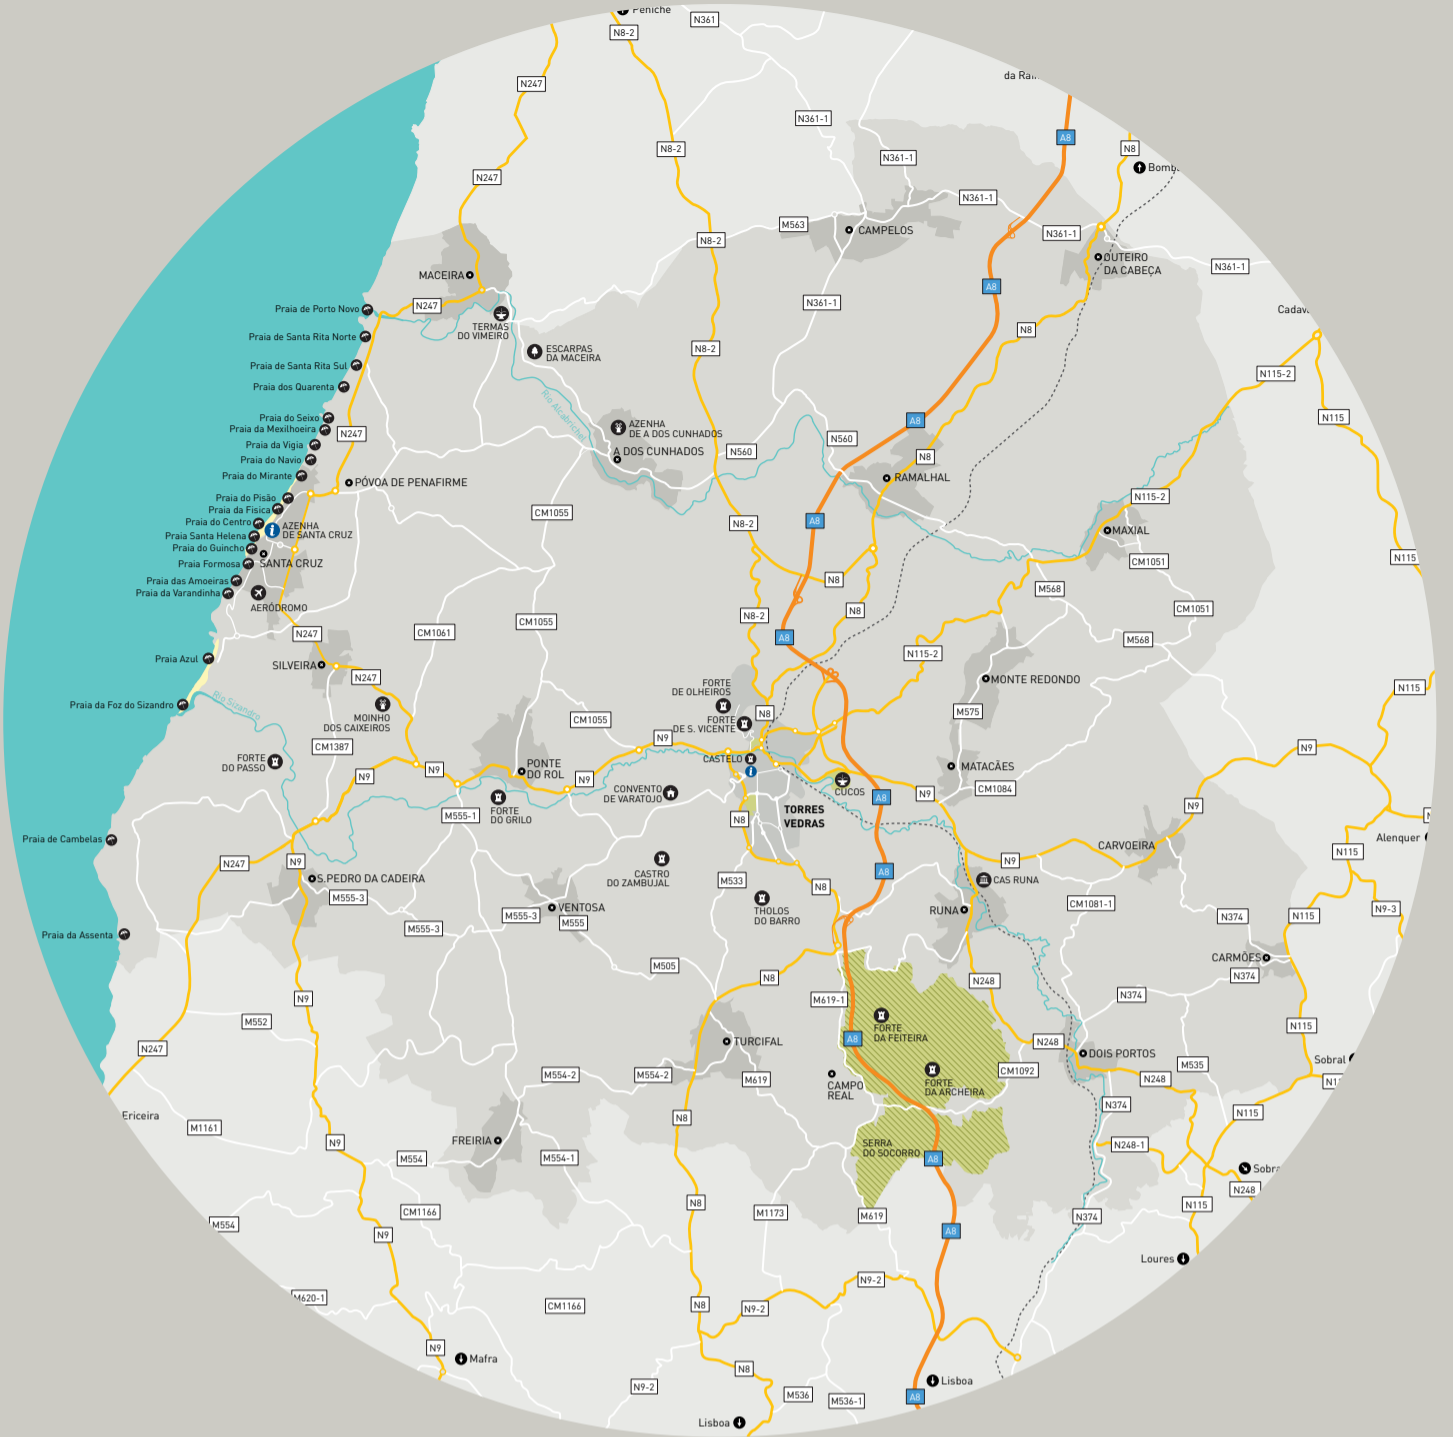 Peniche
N361
N8-2
da Rai
N247
N361-1
A8
N8
N8-2
N361-1
Bomb
N247
N361-1
M563
CAMPELOS
N361-1
N8-2
OUTEIRO
DA CABEÇA
N361-1
MACEIRA
A8
N247
N361-1
Praia de Porto Novo
TERMAS
DO VIMEIRO
Cadav
Praia de Santa Rita Norte
N8
ESCARPAS
DA MACEIRA
N8-2
Praia de Santa Rita Sul
N115-2
Praia dos Quarenta
Rio Alcabrichel
Praia do Seixo
N115
A8
Praia da Mexilhoeira
N247
AZENHA
DE A DOS CUNHADOS
N560
Praia da Vigia
A DOS CUNHADOS
N560
N8
Praia do Navio
Praia do Mirante
PÓVOA DE PENAFIRME
RAMALHAL
Praia do Pisão
N115-2
Praia da Física
CM1055
Praia do Centro
AZENHA
DE SANTA CRUZ
N8-2
A8
MAXIAL
Praia Santa Helena
Praia do Guincho
SANTA CRUZ
Praia Formosa
CM1051
N115
Praia das Amoeiras
N8
M568
Praia da Varandinha
AERÓDROMO
N8-2
N8
CM1051
CM1055
N247
CM1061
A8
M568
Praia Azul
SILVEIRA
N115-2
N247
FORTE
DE OLHEIROS
MONTE REDONDO
N115
Praia da Foz do Sizandro
Rio Sizandro
MOINHO
DOS CAIXEIROS
CM1055
FORTE
DE S. VICENTE
N8
M575
CM1387
N9
N9
FORTE
DO PASSO
CASTELO
MATACÃES
N9
N9
PONTE
DO ROL
N9
CONVENTO
DE VARATOJO
CUCOS
CM1084
FORTE
DO GRILO
A8
N9
N9
M555-1
N8
TORRES
VEDRAS
Praia de Cambelas
CARVOEIRA
Alenquer
N247
N9
CASTRO
DO ZAMBUJAL
N115
N9
A8
S.PEDRO DA CADEIRA
M533
N8
CAS RUNA
M555-3
VENTOSA
THOLOS
DO BARRO
RUNA
CM1081-1
M555-3
M555
N374
N115
N9-3
M555-3
Praia da Assenta
CARMÕES
M505
N8
N248
N374
N9
M619-1
N374
M552
FORTE
DA FEITEIRA
N115
N247
TURCIFAL
A8
N248
DOIS PORTOS
Sobral
M554-2
M554-2
M619
CAMPO
REAL
FORTE
DA ARCHEIRA
CM1092
M535
N248
N11
Ericeira
N374
N115
M1161
N8
FREIRIA
N9
SERRA
DO SOCORRO
N248-1
M554
M554-1
A8
Sobra
N248
CM1166
N8
M1173
M619
N374
N115
M554
N9
A8
Loures
N9-2
M620-1
CM1166
N8
N9-2
N9
Mafra
N8
N9-2
Lisboa
M536
M536-1
A8
Lisboa